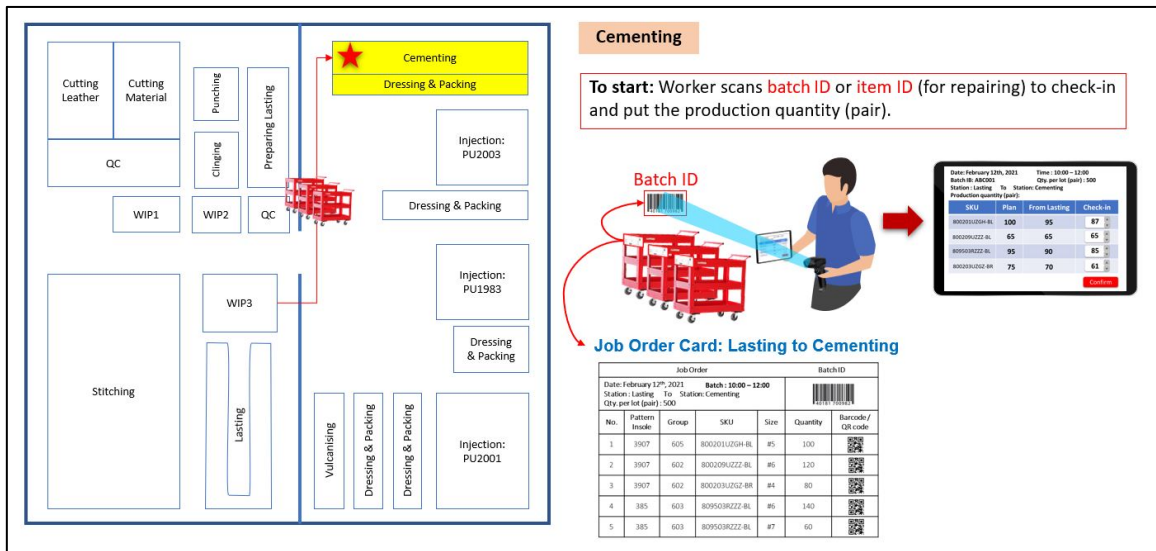 Cutting
Leather
Cutting
Material
Punching
Clinging
Preparing Lasting
QC
WIP1
WIP2
QC
WIP3
Stitching
Lasting
Cementing
Dressing & Packing
Injection:
PU2003
Dressing & Packing
Injection:
PU1983
Dressing
& Packing
Vulcanising
Dressing & Packing
Dressing & Packing
Injection:
PU2001
Cementing
To start: Worker scans batch ID or item ID (for repairing) to check-in
and put the production quantity (pair).
Batch ID
Date: February 12th, 2021 Time : 10:00 – 12:00
Batch IB: ABC001 Qty. per lot (pair) : 500
Station : Lasting To Station: Cementing
Production quantity (pair):
SKU Plan From Lasting Check-in
800201UZGH-BL 100 95 87
800209UZZZ-BL 65 65 65
809503RZZZ-BL 95 90 85
800203UZGZ-BR 75 70 61
Confirm
Job Order Card: Lasting to Cementing
Job Order Batch ID
Date: February 12th, 2021 Batch : 10:00 – 12:00
Station : Lasting To Station: Cementing
Qty. per lot (pair) : 500
No. Pattern Insole Group SKU Size Quantity Barcode/ QR code
1 3907 605 800201UZGH-BL #5 100
2 3907 602 800209UZZZ-BL #6 120
3 3907 602 800203UZGZ-BR #4 80
4 385 603 809503RZZZ-BL #6 140
5 385 603 809503RZZZ-BL #7 60